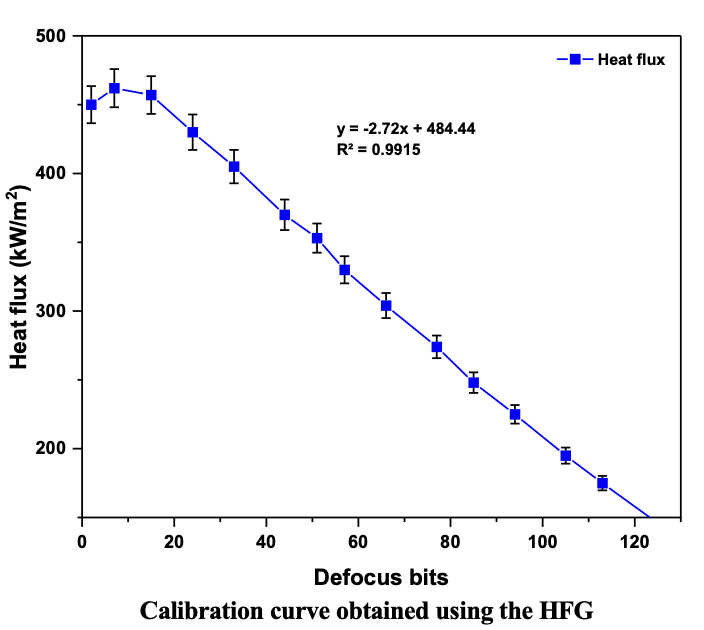 500
400
300
200
Heat flux (kW/m²)
Heat flux
y = -2.72x + 484.44
R² = 0.9915
0 20 40 60 80 100 120
Defocus bits
Calibration curve obtained using the HFG